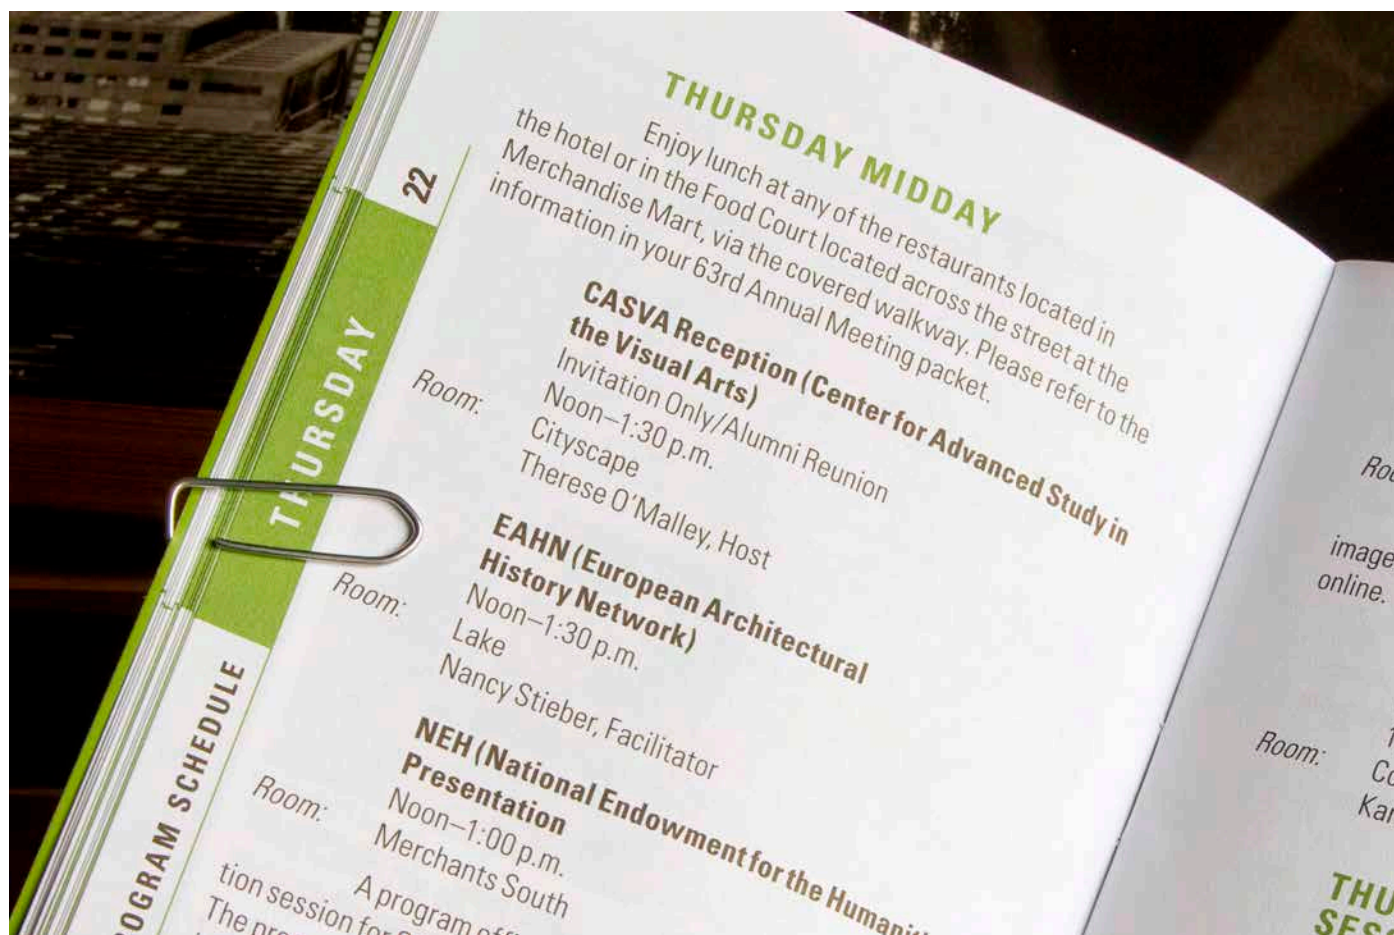 THURSDAY MIDDAY
Enjoy lunch at any of the restaurants located in
the hotel or in the Food Court located across the street at the
Merchandise Mart, via the covered walkway. Please refer to the
information in your 63rd Annual Meeting packet.
CASVA Reception (Center for Advanced Study in
the Visual Arts)
Invitation Only/Alumni Reunion
Noon–1:30 p.m.
Room: Cityscape
Therese O'Malley, Host
EAHN (European Architectural
History Network)
Noon–1:30 p.m.
Room: Lake
Nancy Stieber, Facilitator
NEH (National Endowment for the
Presentation
Noon–1:00 p.m.
Room: Merchants South
A program
tion session for
The
22
THURSDAY
PROGRAM SCHEDULE
image
online.
Room: